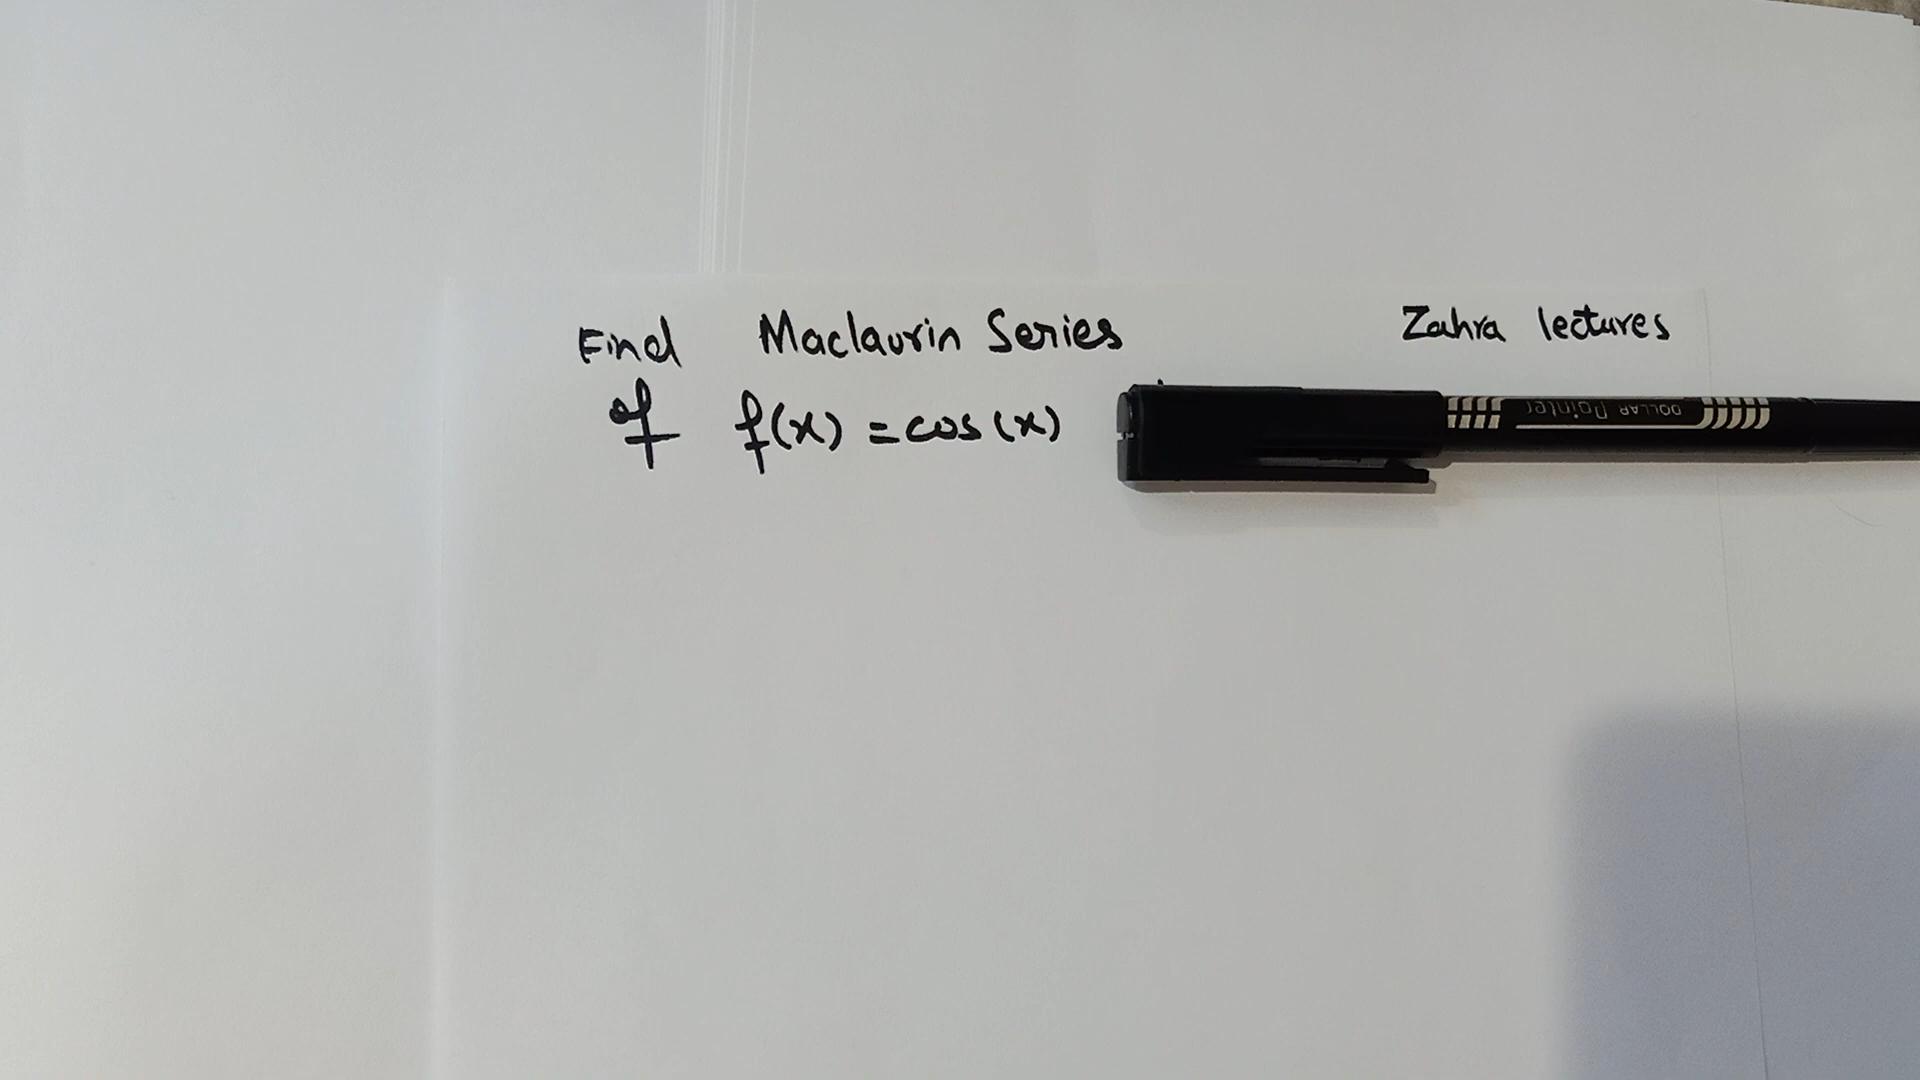 Find Maclaurin Series
of f(x) = cos(x)
Zahra lectures
DOLLAR Pointer